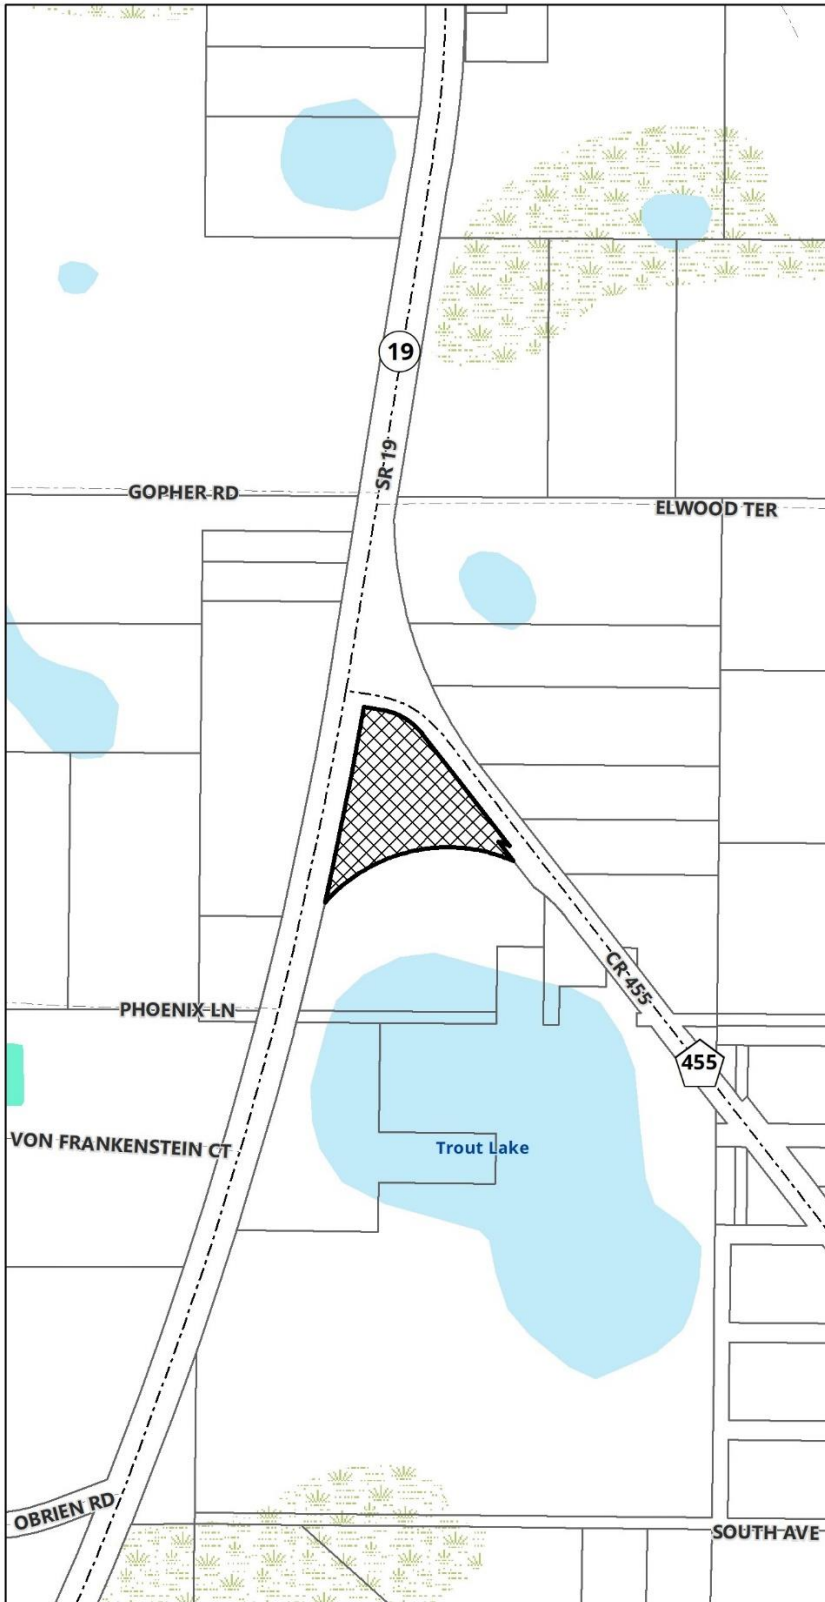 19
SR 19
GOPHER RD
ELWOOD TER
CR 455
PHOENIX LN
455
VON FRANKENSTEIN CT
Trout Lake
OBRIEN RD
SOUTH AVE